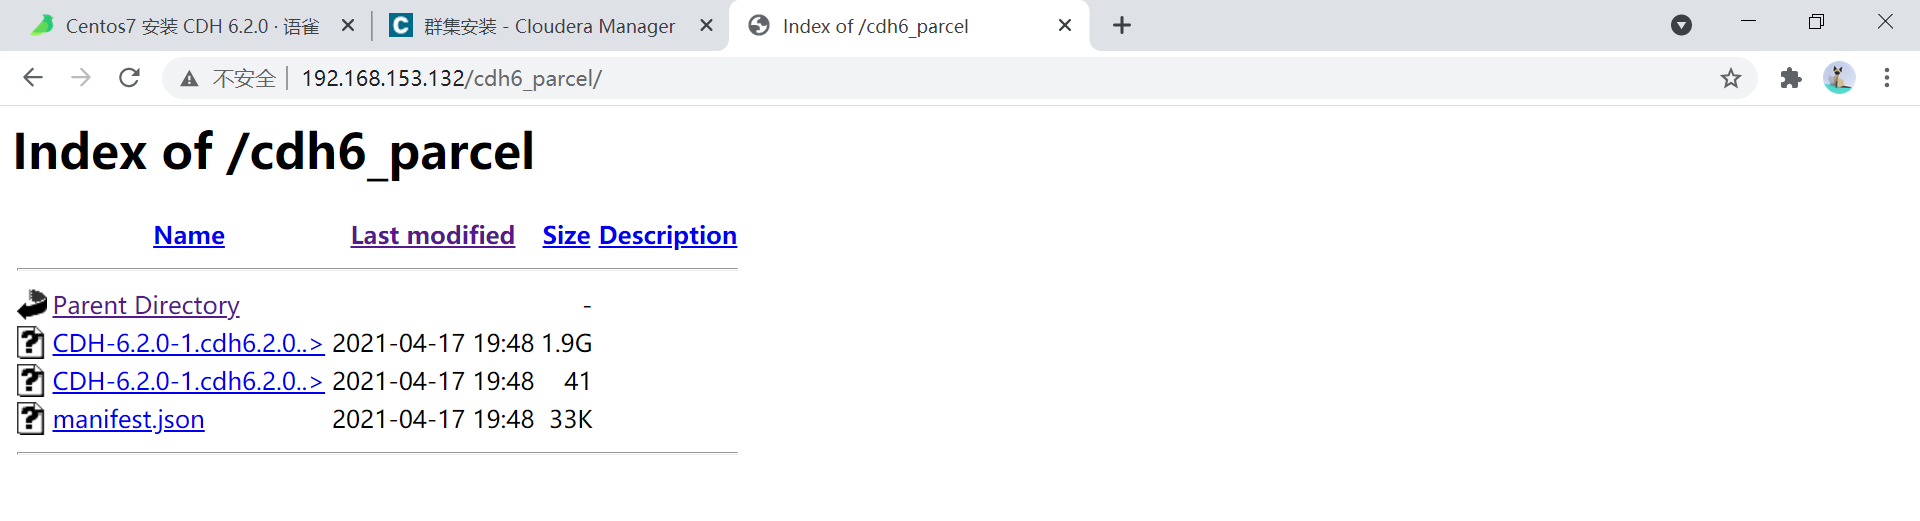 Centos7 安装 CDH 6.2.0 · 语雀
群集安装 - Cloudera Manager
Index of /cdh6_parcel
不安全 192.168.153.132/cdh6_parcel/
Index of /cdh6_parcel
Name Last modified Size Description
Parent Directory -
CDH-6.2.0-1.cdh6.2.0..> 2021-04-17 19:48 1.9G
CDH-6.2.0-1.cdh6.2.0..> 2021-04-17 19:48 41
manifest.json 2021-04-17 19:48 33K